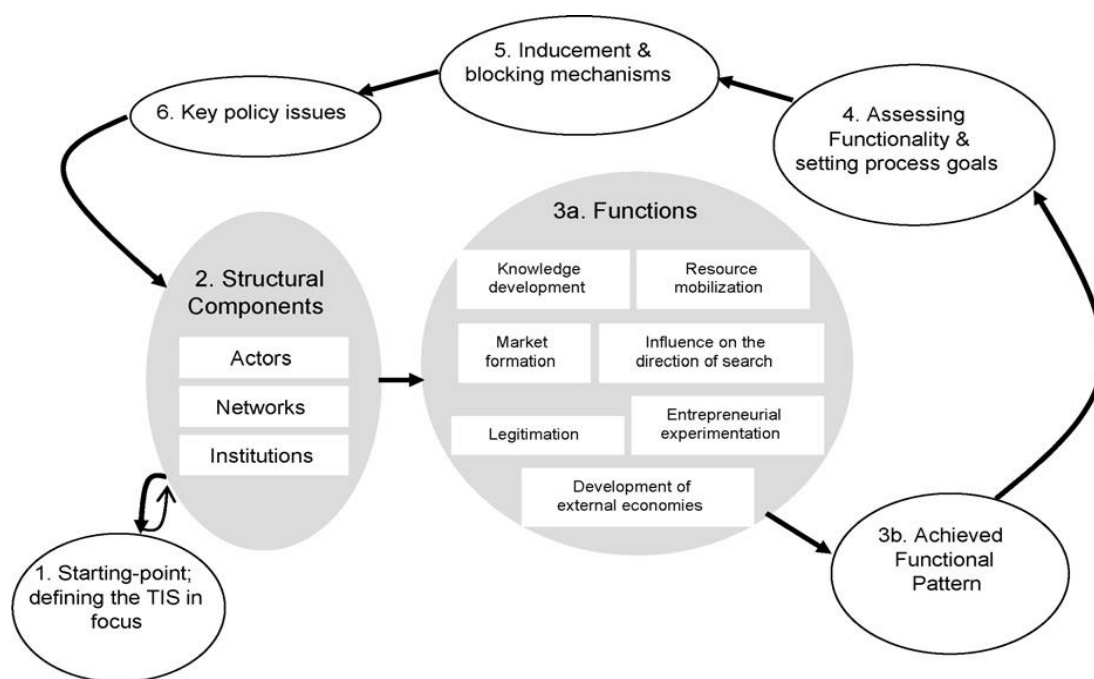 5. Inducement &
blocking mechanisms
6. Key policy issues
4. Assessing
Functionality &
setting process goals
3a. Functions
Knowledge
development
Resource
mobilization
2. Structural
Components
Market
formation
Influence on the
direction of search
Actors
Networks
Institutions
Legitimation
Entrepreneurial
experimentation
Development of
external economies
3b. Achieved
Functional
Pattern
1. Starting-point;
defining the TIS in
focus